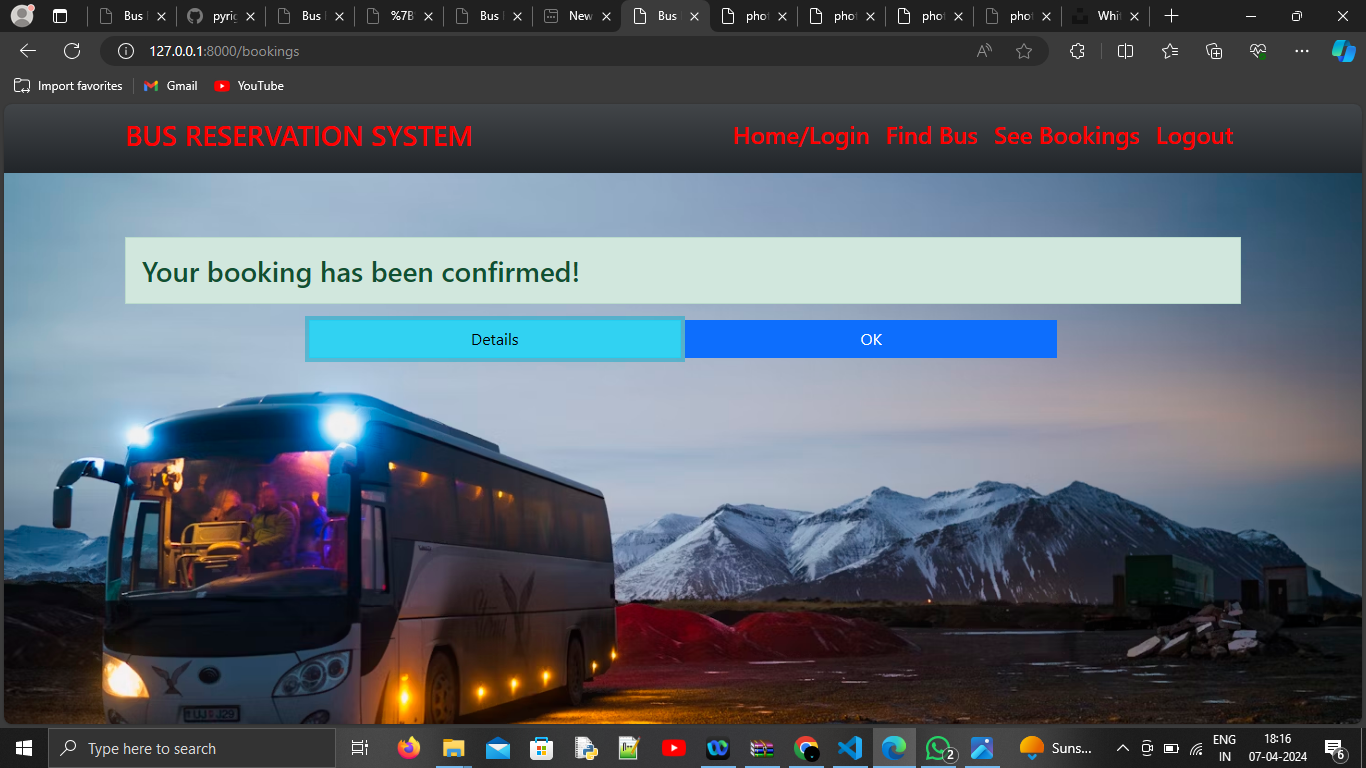 Bus
pyrig
Bus
%7B
Bus
New
Bus
phot
phot
phot
phot
Whit
127.0.0.1:8000/bookings
Import favorites
Gmail
YouTube
BUS RESERVATION SYSTEM
Home/Login Find Bus See Bookings Logout
Your booking has been confirmed!
Details
OK
Type here to search
2
Suns...
ENG
IN
18:16
07-04-2024
6